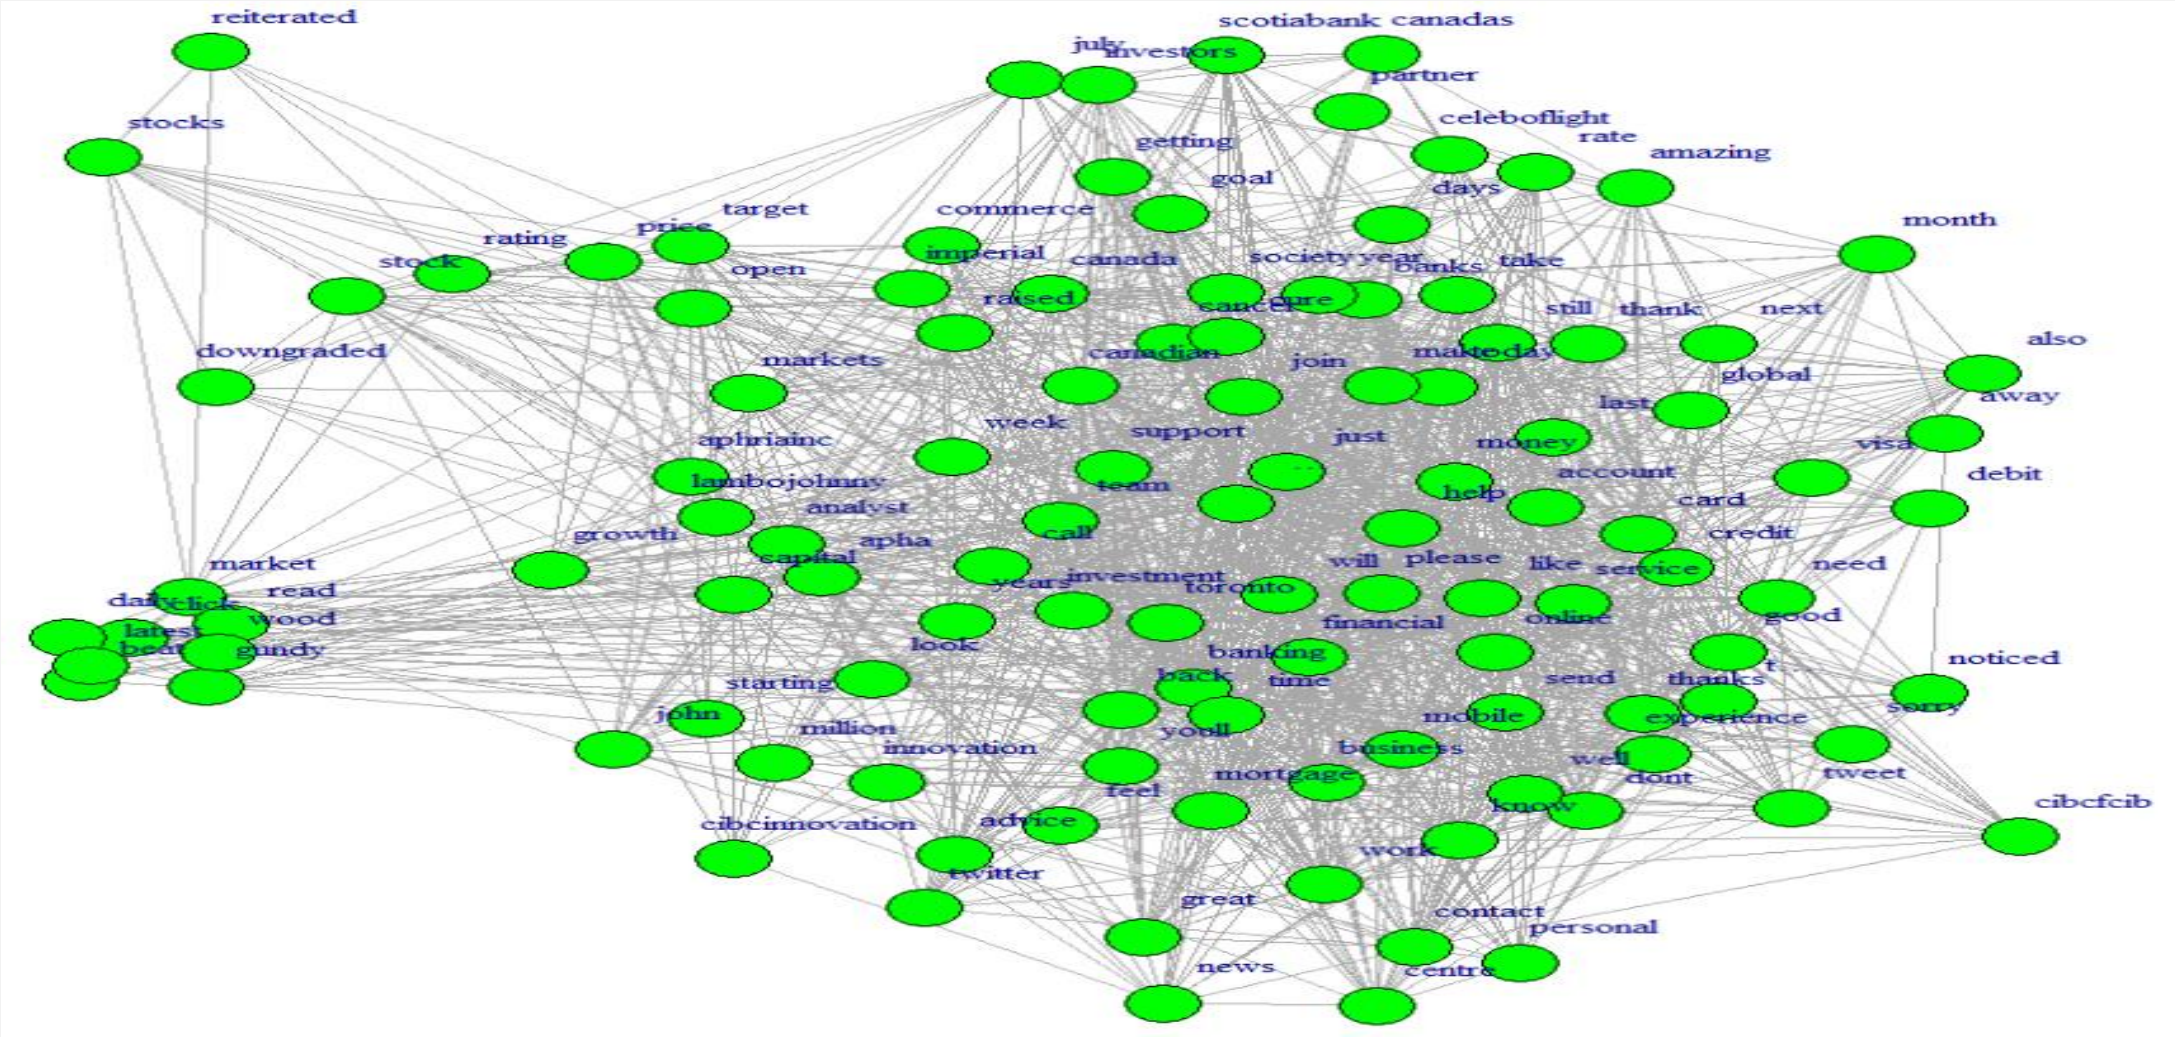 reiterated
scotiabank
canadas
july
investors
partner
stocks
celeboflight
rate
amazing
getting
goal
days
target
commerce
price
month
rating
stock
open
imperial
canada
society
year
banks
take
raised
cancer
cure
still
thank
next
also
downgraded
markets
canadian
join
make
today
global
away
last
week
support
just
money
visa
aphriainc
lambojohnny
team
help
account
debit
card
analyst
growth
apha
call
credit
capital
market
will
please
like
service
need
years
investment
toronto
read
daily
click
wood
latest
beat
gundy
financial
online
good
look
banking
noticed
back
time
send
thanks
t
starting
john
mobile
experience
sorry
million
innovation
youll
business
well
dont
tweet
mortgage
feel
know
cibcfcib
cibcinnovation
advice
work
twitter
great
contact
personal
news
centre